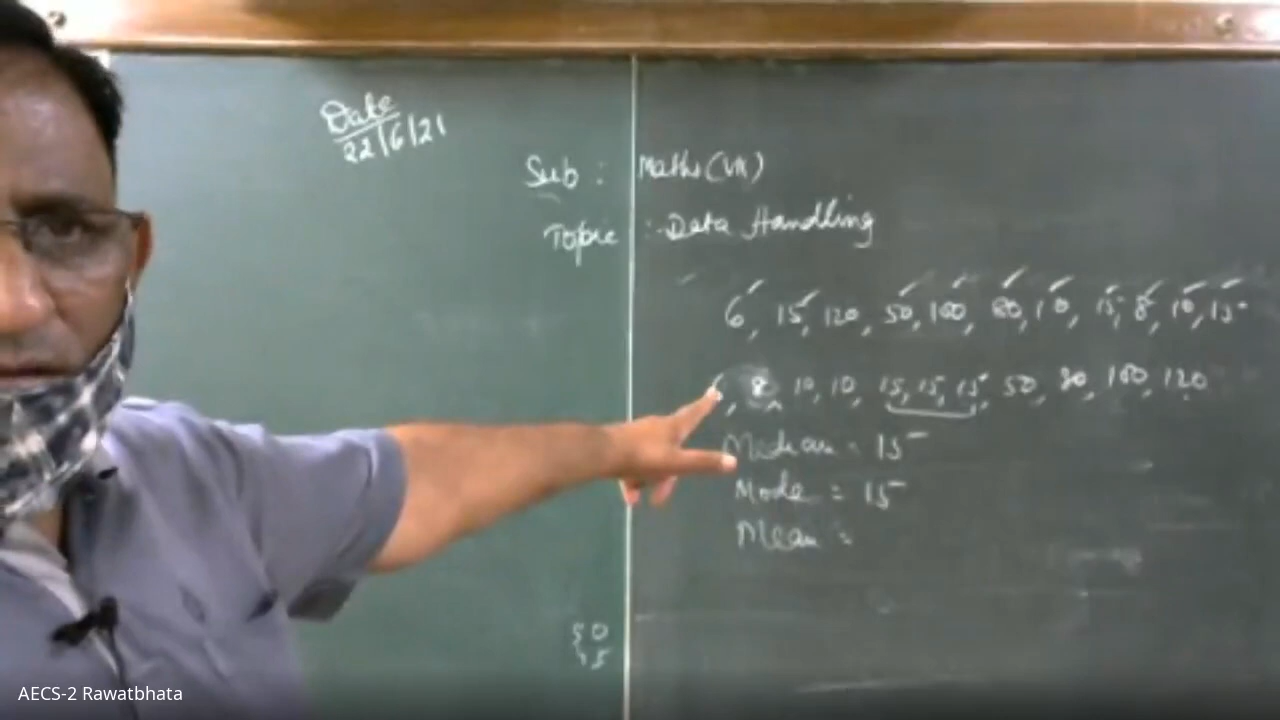 Date
22/6/21
Sub : Maths (VII)
Topic :- Data Handling
6, 15, 120, 50, 100, 80, 10, 15, 8, 10, 15
, 8, 10, 10, 15, 15, 15, 50, 80, 100, 120
Median = 15
Mode = 15
Mean =
50
45
AECS-2 Rawatbhata